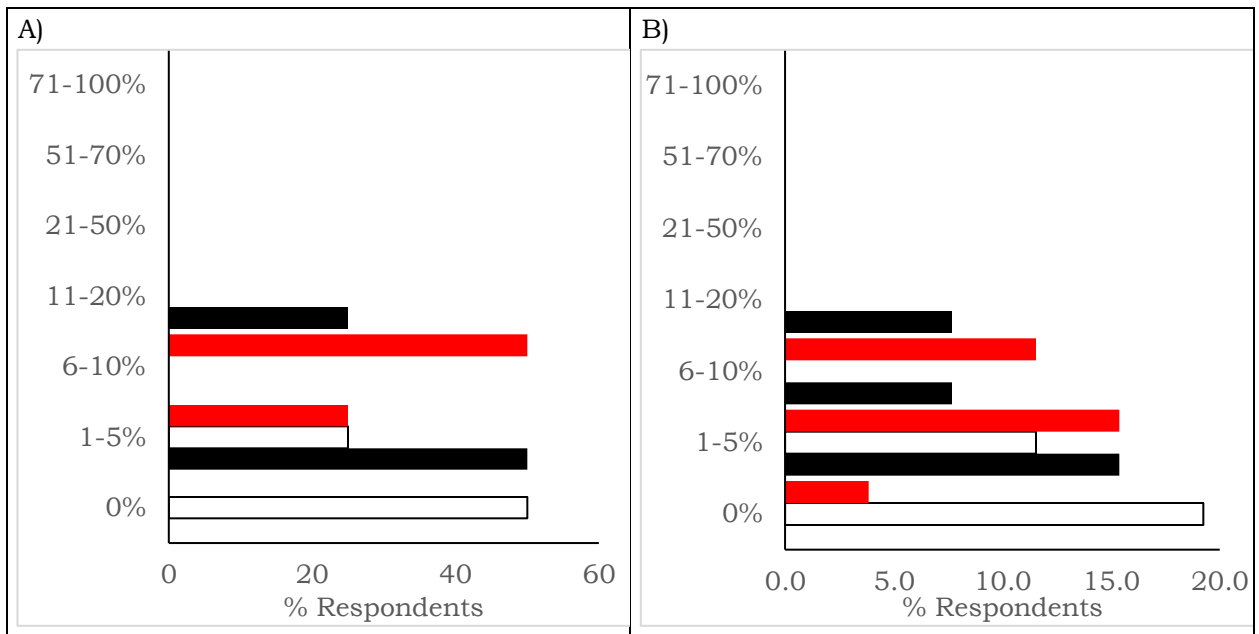 A)
71-100%
51-70%
21-50%
11-20%
6-10%
1-5%
0%
0 20 40 60
% Respondents
B)
71-100%
51-70%
21-50%
11-20%
6-10%
1-5%
0%
0.0 5.0 10.0 15.0 20.0
% Respondents